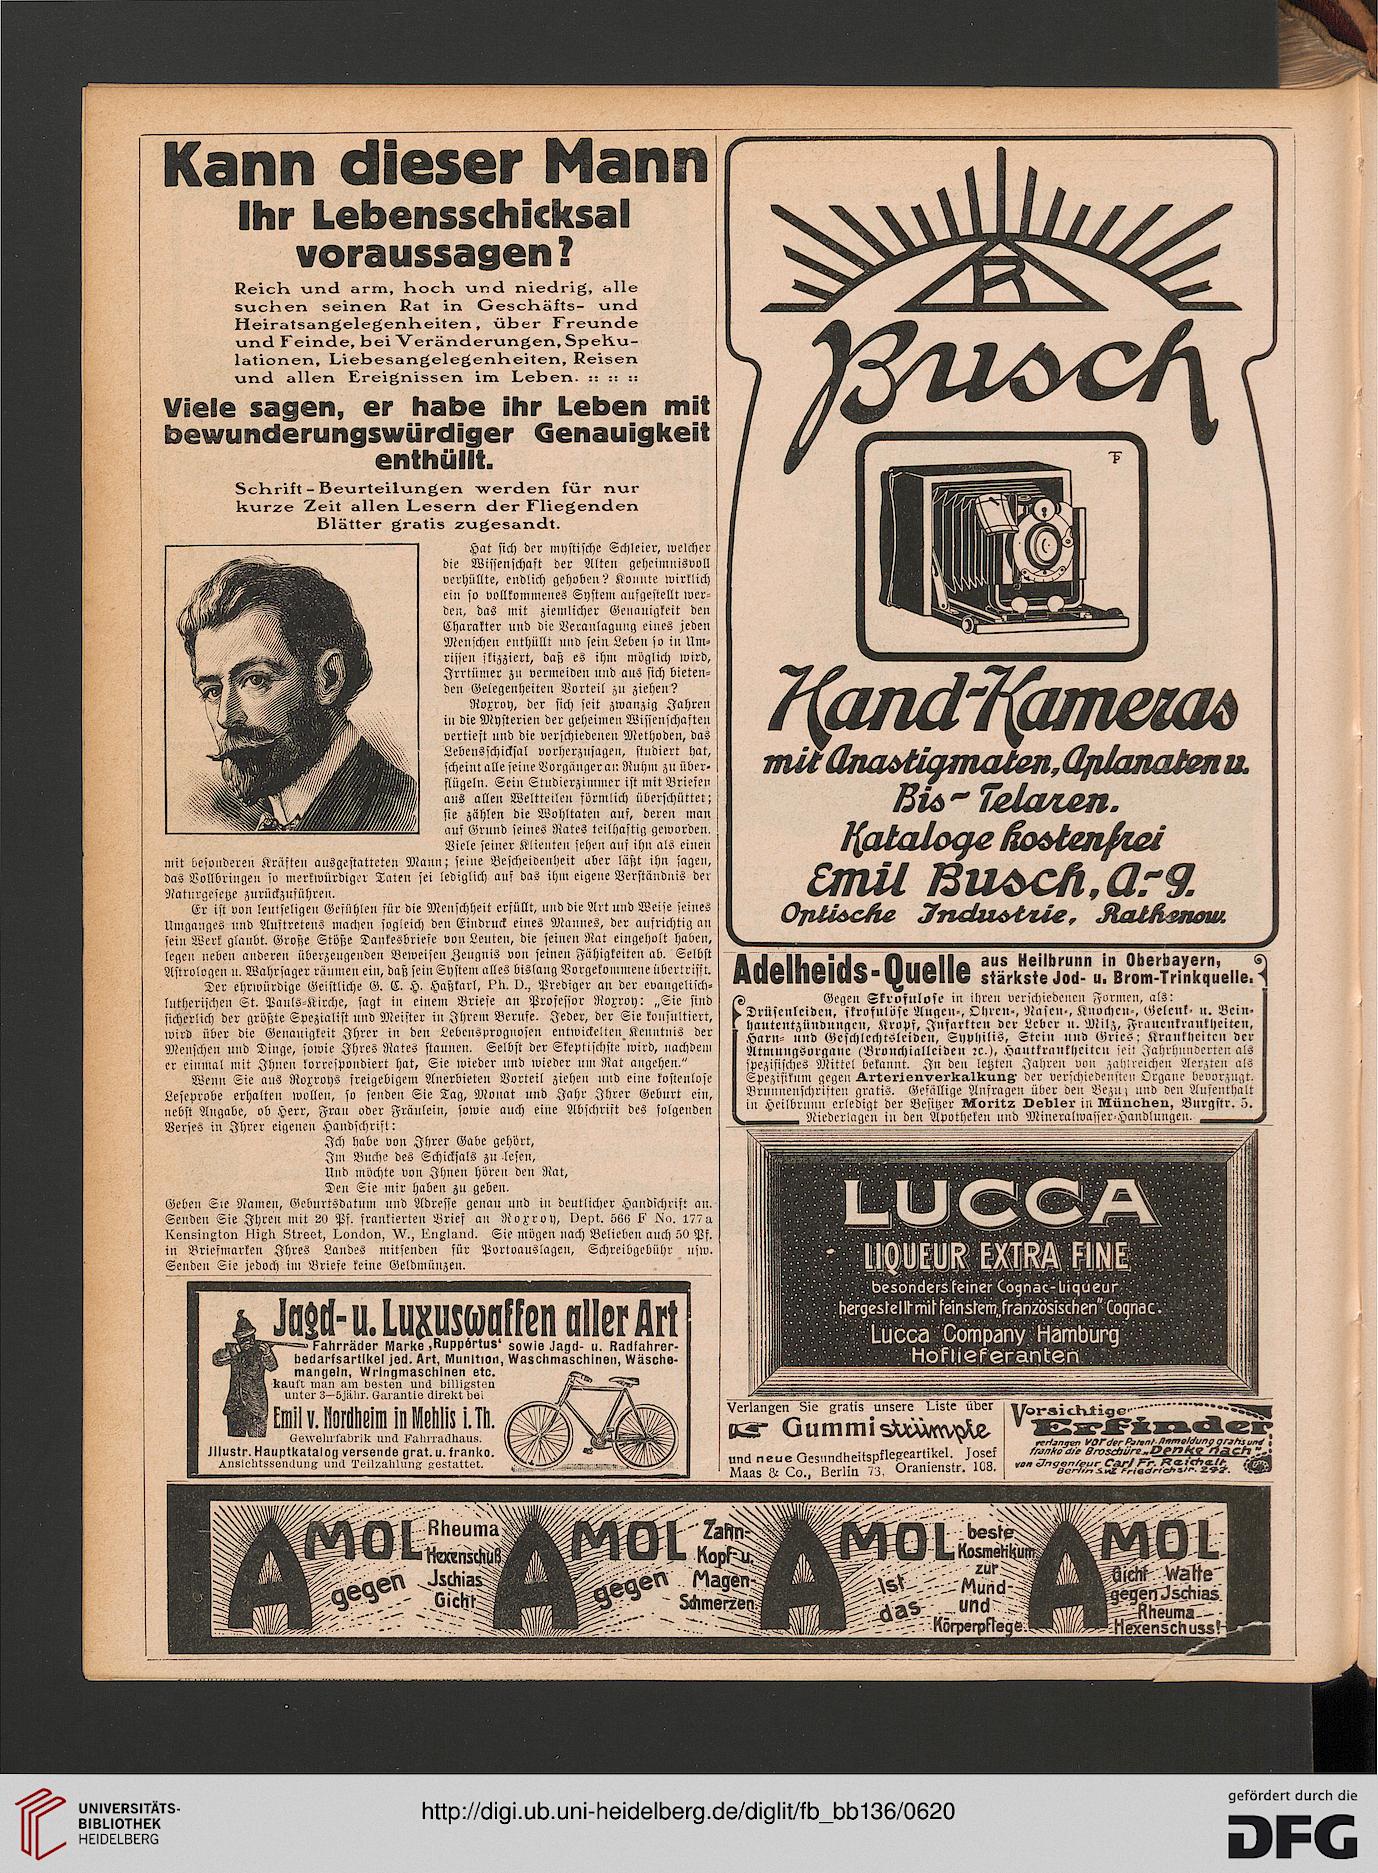 Kann dieser Mann
Ihr Lebensschicksal
voraussagen?
Reich und arm, hoch und niedrig, alle
suchen seinen Rat in Geschäfts- und
Heiratsangelegenheiten, über Freunde
und Feinde, bei Veränderungen, Speku-
lationen, Liebesangelegenheiten, Reisen
und allen Ereignissen im Leben. :: :: ::
Viele sagen, er habe ihr Leben mit
bewunderungswürdiger Genauigkeit
enthüllt.
Schrift-Beurteilungen werden für nur
kurze Zeit allen Lesern der Fliegenden
Blätter gratis zugesandt.
Hat sich der mystische Schleier, welcher
die Wissenschaft der Alten geheimnisvoll
verhüllte, endlich gehoben? Konnte wirklich
ein so vollkommenes System aufgestellt wer-
den, das mit ziemlicher Genauigkeit den
Charakter und die Veranlagung eines jeden
Menschen enthüllt und sein Leben so in Um-
rissen skizziert, daß es ihm möglich wird,
Irrtümer zu vermeiden und aus sich bieten-
den Gelegenheiten Vorteil zu ziehen?
Roxroy, der sich seit zwanzig Jahren
in die Mysterien der geheimen Wissenschaften
vertieft und die verschiedenen Methoden, das
Lebensschicksal vorherzusagen, studiert hat,
scheint alle seine Vorgänger an Ruhm zu über-
flügeln. Sein Studierzimmer ist mit Briefen
aus allen Weltteilen förmlich überschüttet;
sie zählen die Wohltaten auf, deren man
auf Grund seines Rates teilhaftig geworden.
Viele seiner Klienten sehen auf ihn als einen
mit besonderen Kräften ausgestatteten Mann; seine Bescheidenheit aber läßt ihn sagen,
das Vollbringen so merkwürdiger Taten sei lediglich auf das ihm eigene Verständnis der
Naturgesetze zurückzuführen.
Er ist von leutseligen Gefühlen für die Menschheit erfüllt, und die Art und Weise seines
Umganges und Auftretens machen sogleich den Eindruck eines Mannes, der aufrichtig an
sein Werk glaubt. Große Stöße Dankesbriefe von Leuten, die seinen Rat eingeholt haben,
legen neben anderen überzeugenden Beweisen Zeugnis von seinen Fähigkeiten ab. Selbst
Astrologen u. Wahrsager räumen ein, daß sein System alles bislang Vorgekommene übertrifft.
Der ehrwürdige Geistliche G. C. H. Haßkarl, Ph. D., Prediger an der evangelisch-
lutherischen St. Pauls-Kirche, sagt in einem Briefe an Professor Roxroy: „Sie sind
sicherlich der größte Spezialist und Meister in Ihrem Berufe. Jeder, der Sie konsultiert,
wird über die Genauigkeit Ihrer in den Lebensprognosen entwickelten Kenntnis der
Menschen und Dinge, sowie Ihres Rates staunen. Selbst der Skeptischste wird, nachdem
er einmal mit Ihnen korrespondiert hat, Sie wieder und wieder um Rat angehen.“
Wenn Sie aus Roxroys freigebigem Anerbieten Vorteil ziehen und eine kostenlose
Leseprobe erhalten wollen, so senden Sie Tag, Monat und Jahr Ihrer Geburt ein,
nebst Angabe, ob Herr, Frau oder Fräulein, sowie auch eine Abschrift des folgenden
Verses in Ihrer eigenen Handschrift:
Ich habe von Ihrer Gabe gehört,
Im Buche des Schicksals zu lesen,
Und möchte von Ihnen hören den Rat,
Den Sie mir haben zu geben.
Geben Sie Namen, Geburtsdatum und Adresse genau und in deutlicher Handschrift an.
Senden Sie Ihren mit 20 Pf. frankierten Brief an Roxroy, Dept. 566 F No. 177a
Kensington High Street, London, W., England. Sie mögen nach Belieben auch 50 Pf.
in Briefmarken Ihres Landes mitsenden für Portoauslagen, Schreibgebühr usw.
Senden Sie jedoch im Briefe keine Geldmünzen.
Jagd- u. Luxuswaffen aller Art
Fahrräder Marke „Ruppertus“ sowie Jagd- u. Radfahrer-
bedarfsartikel jed. Art, Munition, Waschmaschinen, Wäsche-
mangeln, Wringmaschinen etc.
kauft man am besten und billigsten
unter 3—5jähr. Garantie direkt bei
Emil v. Nordheim in Mehlis i. Th.
Gewehrfabrik und Fahrradhaus.
Jllustr. Hauptkatalog versende grat. u. franko.
Ansichtssendung und Teilzahlung gestattet.
R
Busch
Hand-Kameras
mit Anastigmaten, Aplanaten u.
Bis-Telaren.
Kataloge kostenfrei
Emil Busch, A.-G.
Optische Industrie, Rathenow.
Adelheids-Quelle aus Heilbrunn in Oberbayern,
stärkste Jod- u. Brom-Trinkquelle.
Gegen Skrofulose in ihren verschiedenen Formen, als:
Drüsenleiden, skrofulöse Augen-, Ohren-, Nasen-, Knochen-, Gelenk- u. Bein-
hautentzündungen, Kropf, Infarkten der Leber u. Milz, Frauenkrankheiten,
Harn- und Geschlechtsleiden, Syphilis, Stein und Gries; Krankheiten der
Atmungsorgane (Bronchialleiden ec.), Hautkrankheiten seit Jahrhunderten als
spezifisches Mittel bekannt. In den letzten Jahren von zahlreichen Aerzten als
Spezifikum gegen Arterienverkalkung der verschiedensten Organe bevorzugt.
Brunnenschriften gratis. Gefällige Anfragen über den Bezug und den Aufenthalt
in Heilbrunn erledigt der Besitzer Moritz Debler in München, Burgstr. 5.
Niederlagen in den Apotheken und Mineralwasser-Handlungen.
LUCCA
LIQUEUR EXTRA FINE
besonders feiner Cognac-Liqueur
hergestellt mit feinstem „französischen“ Cognac.
Lucca Company Hamburg
Hoflieferanten
Verlangen Sie gratis unsere Liste über
Gummistrümpfe
und neue Gesundheitspflegeartikel. Josef
Maas & Co., Berlin 73, Oranienstr. 108.
Vorsichtige
Erfinder
verlangen vor der Patent-Anmeldung gratis und
franko die Broschüre „Denke nach“
von Ingenieur Carl Fr. Reichelt
Berlin S.W. Friedrichstr.
AMOL gegen Rheuma Hexenschuß Jschias Gicht
AMOL gegen Zahn- Kopf- u. Magen- Schmerzen
AMOL ist das beste Kosmetikum zur Mund- und Körperpflege.
AMOL Gicht Watte gegen Jschias Rheuma Hexenschuss!
UNIVERSITÄTS-
BIBLIOTHEK
HEIDELBERG
http://digi.ub.uni-heidelberg.de/diglit/fb_bb136/0620
gefördert durch die
DFG